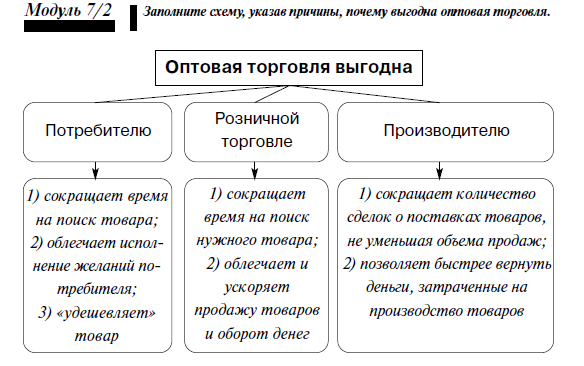 Модуль 7/2
Заполните схему, указав причины, почему выгодна оптовая торговля.
Оптовая торговля выгодна
Потребителю
1) сокращает время
на поиск товара;
2) облегчает испол-
нение желаний по-
требителя;
3) «удешевляет»
товар
Розничной
торговле
1) сокращает
время на поиск
нужного товара;
2) облегчает и
ускоряет
продажу товаров
и оборот денег
Производителю
1) сокращает количество
сделок о поставках товаров,
не уменьшая объема продаж;
2) позволяет быстрее вернуть
деньги, затраченные на
производство товаров